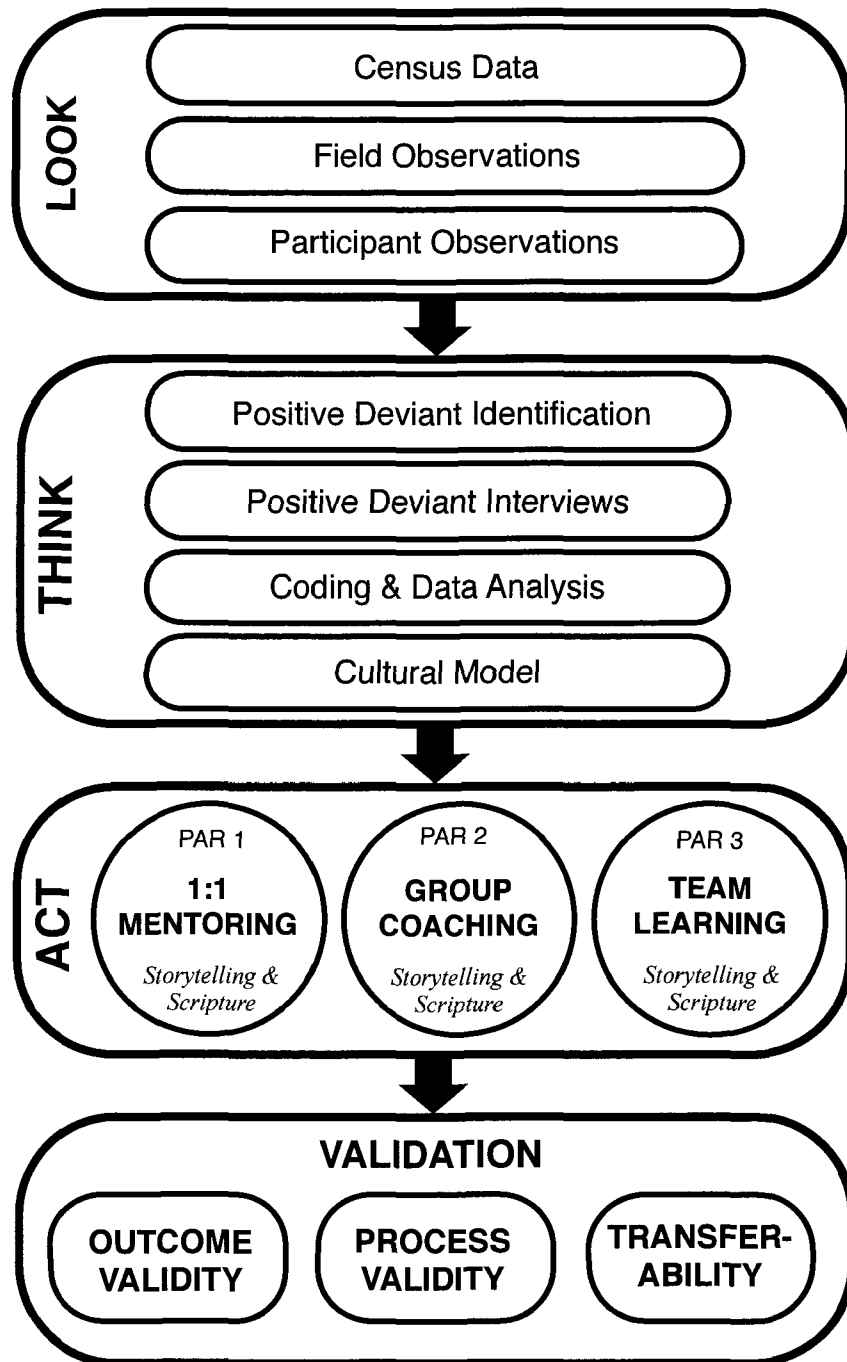 LOOK
Census Data
Field Observations
Participant Observations
THINK
Positive Deviant Identification
Positive Deviant Interviews
Coding & Data Analysis
Cultural Model
ACT
PAR 1
1:1
MENTORING
Storytelling &
Scripture
PAR 2
GROUP
COACHING
Storytelling &
Scripture
PAR 3
TEAM
LEARNING
Storytelling &
Scripture
VALIDATION
OUTCOME
VALIDITY
PROCESS
VALIDITY
TRANSFER-
ABILITY